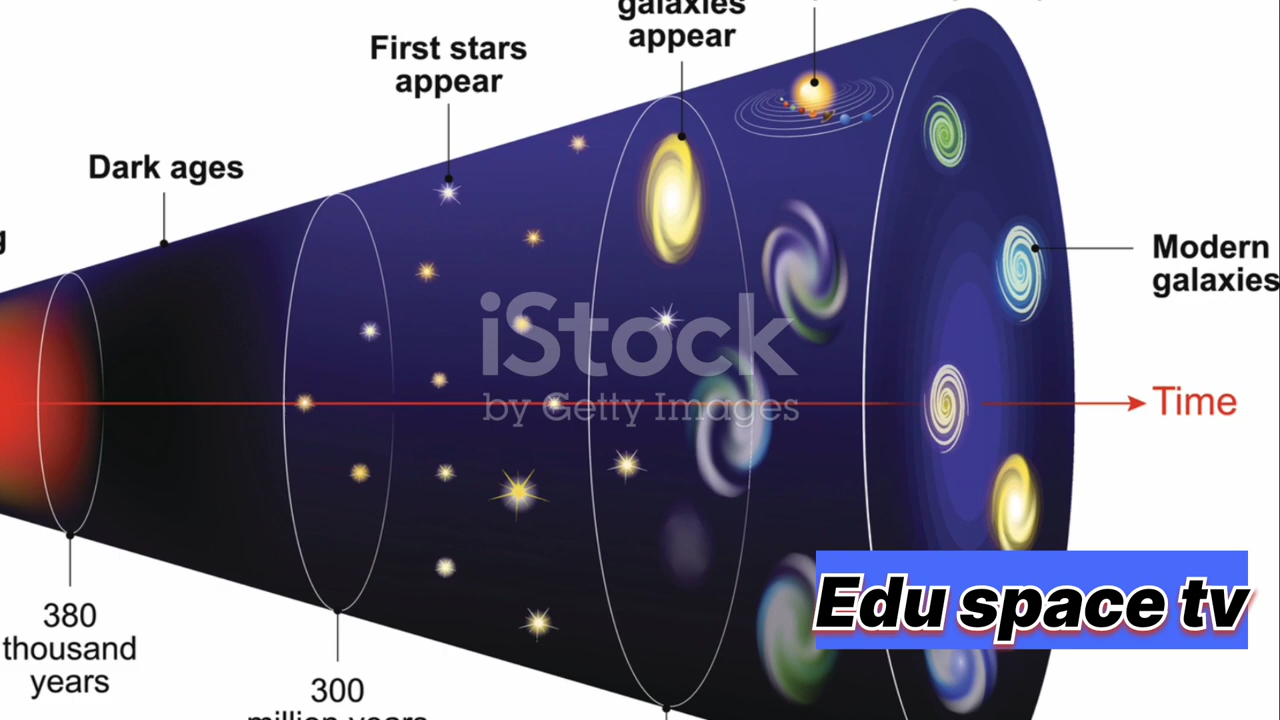 galaxies
appear
First stars
appear
Dark ages
Modern
galaxies
iStock
by Getty Images
Time
Edu space tv
380
thousand
years
300
million years